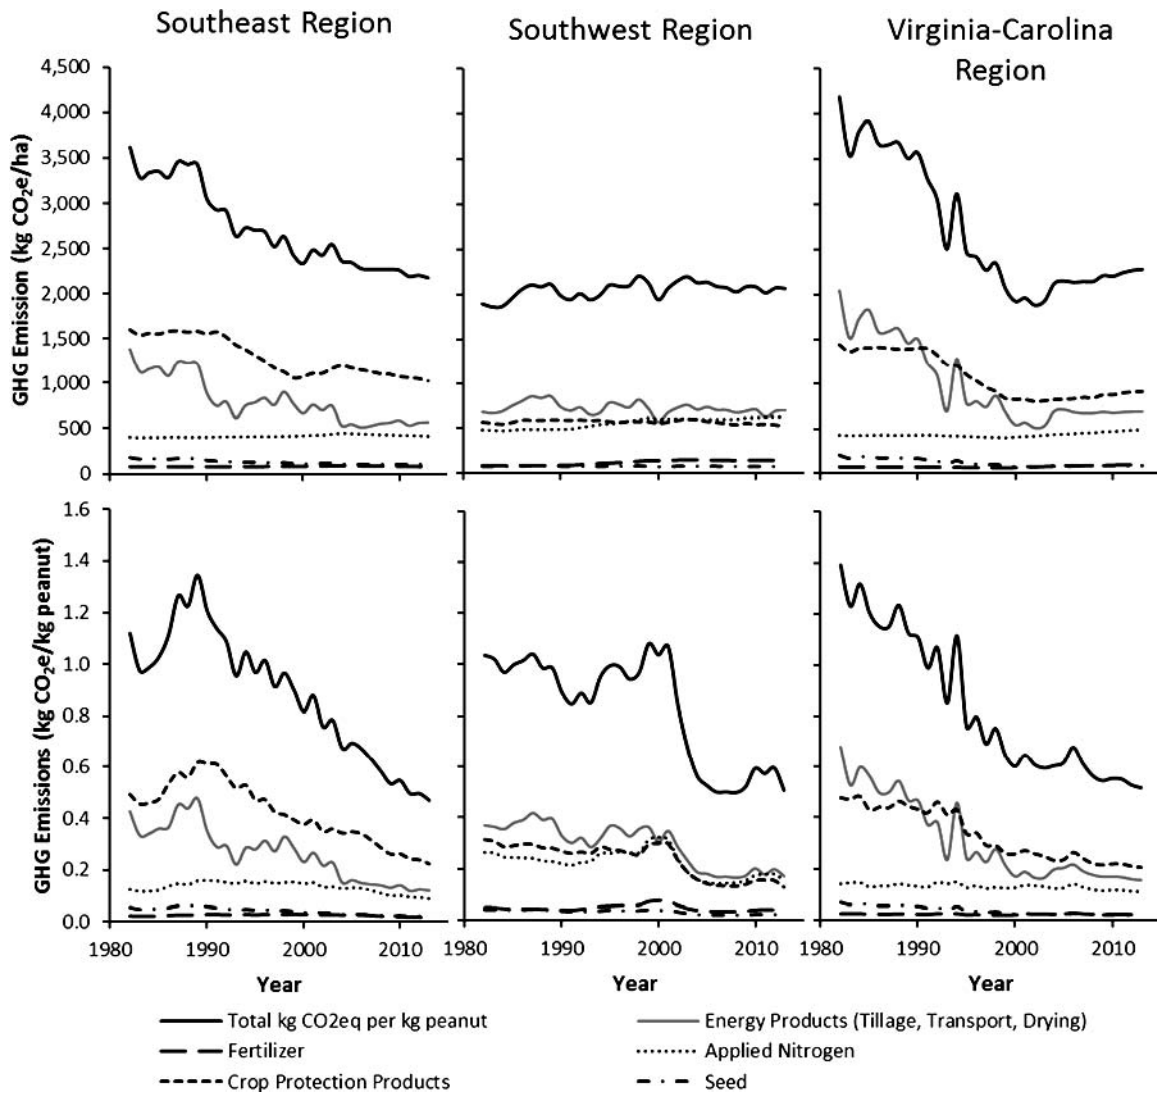 Southeast Region
Southwest Region
Virginia-Carolina
Region
GHG Emission (kg CO₂e/ha)
4,500
4,000
3,500
3,000
2,500
2,000
1,500
1,000
500
0
GHG Emissions (kg CO₂e/kg peanut)
1.6
1.4
1.2
1.0
0.8
0.6
0.4
0.2
0.0
1980 1990 2000 2010
1980 1990 2000 2010
1980 1990 2000 2010
Year
Year
Year
Total kg CO2eq per kg peanut
Energy Products (Tillage, Transport, Drying)
Fertilizer
Applied Nitrogen
Crop Protection Products
Seed